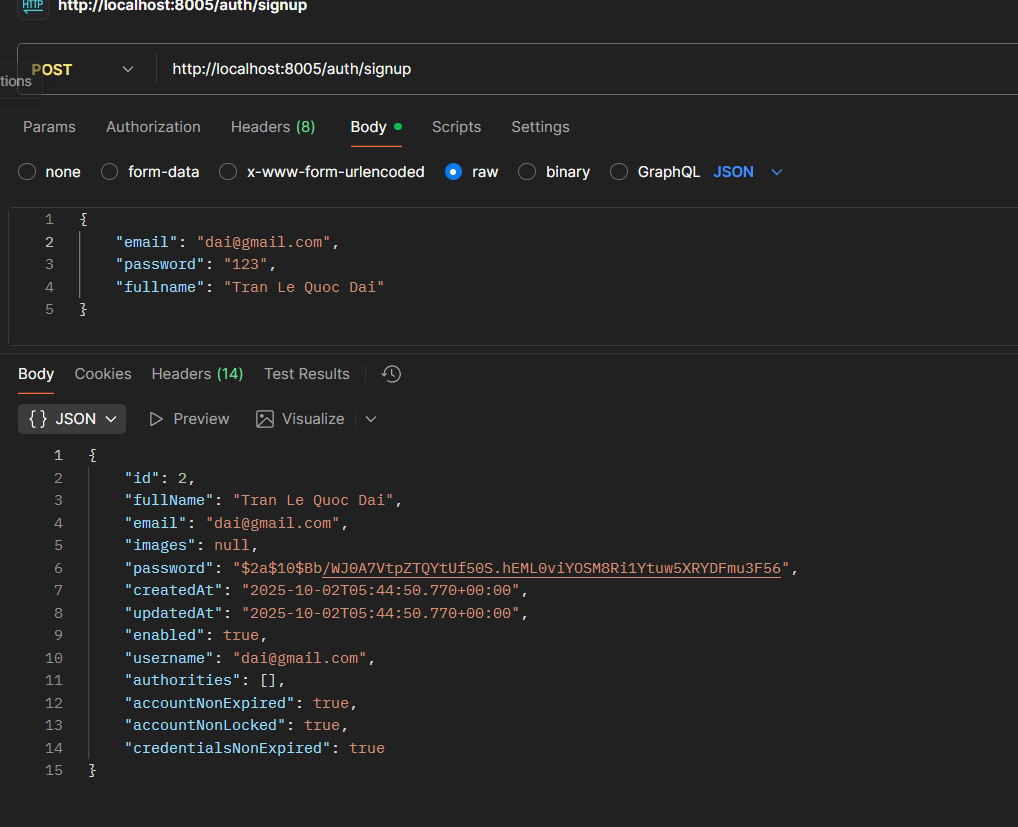 HTTP http://localhost:8005/auth/signup
POST http://localhost:8005/auth/signup
tions
Params Authorization Headers (8) Body Scripts Settings
none form-data x-www-form-urlencoded raw binary GraphQL JSON
1 {
2 "email": "dai@gmail.com",
3 "password": "123",
4 "fullname": "Tran Le Quoc Dai"
5 }
Body Cookies Headers (14) Test Results
{} JSON Preview Visualize
1 {
2 "id": 2,
3 "fullName": "Tran Le Quoc Dai",
4 "email": "dai@gmail.com",
5 "images": null,
6 "password": "$2a$10$Bb/WJ0A7VtpZTQYtUf50S.hEML0viYOSM8Ri1Ytuw5XRYDFmu3F56",
7 "createdAt": "2025-10-02T05:44:50.770+00:00",
8 "updatedAt": "2025-10-02T05:44:50.770+00:00",
9 "enabled": true,
10 "username": "dai@gmail.com",
11 "authorities": [],
12 "accountNonExpired": true,
13 "accountNonLocked": true,
14 "credentialsNonExpired": true
15 }